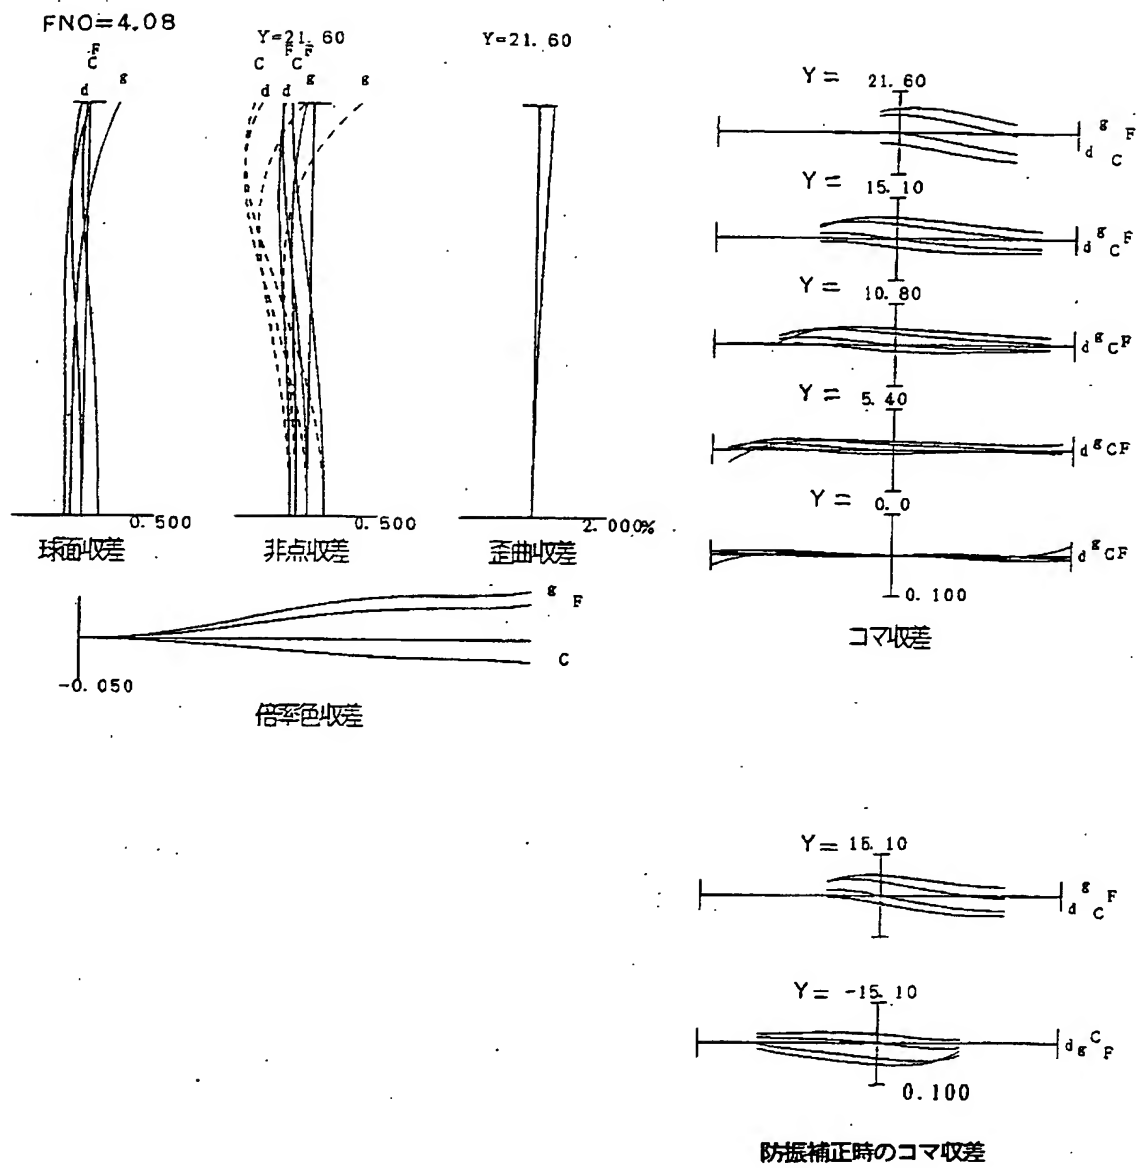 FNO=4.08
F
C
d
g
球面収差
0.500
Y=21.60
F F
C C
d d g g
非点収差
0.500
Y=21.60
歪曲収差
2.000%
g F
C
-0.050
倍率色収差
Y= 21.60
g F
d C
Y= 15.10
g F
d C
Y= 10.80
d g C F
Y= 5.40
d g C F
Y= 0.0
d g C F
0.100
コマ収差
Y= 15.10
g F
d C
Y= -15.10
d g C F
0.100
防振補正時のコマ収差